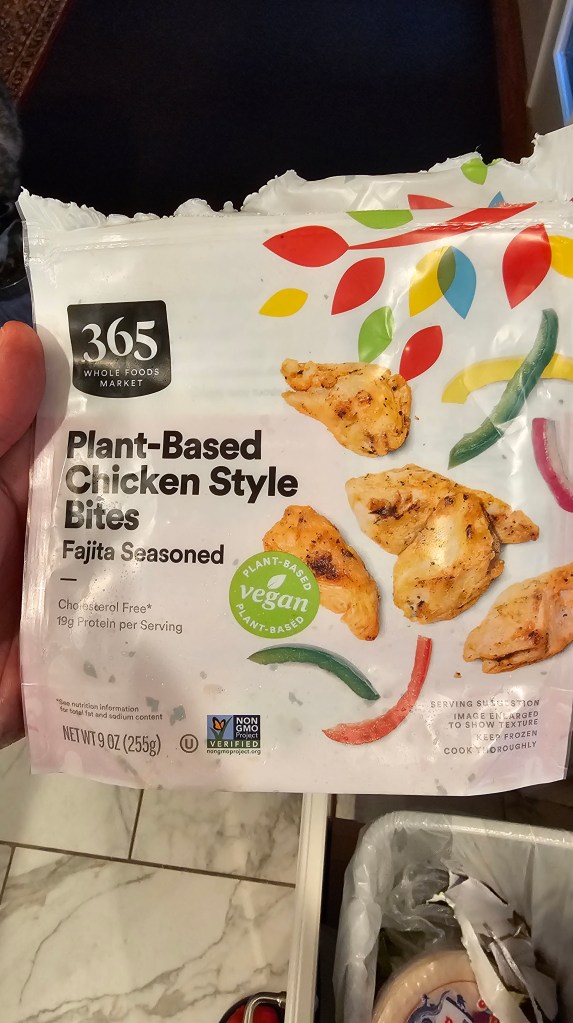 365
WHOLE FOODS
MARKET
Plant-Based
Chicken Style
Bites
Fajita Seasoned
Cholesterol Free*
19g Protein per Serving
PLANT-BASED
vegan
PLANT-BASED
*See nutrition information
for total fat and sodium content
NET WT 9 OZ (255g)
U
NON
GMO
Project
VERIFIED
nongmoproject.org
SERVING SUGGESTION
IMAGE ENLARGED
TO SHOW TEXTURE
KEEP FROZEN
COOK THOROUGHLY